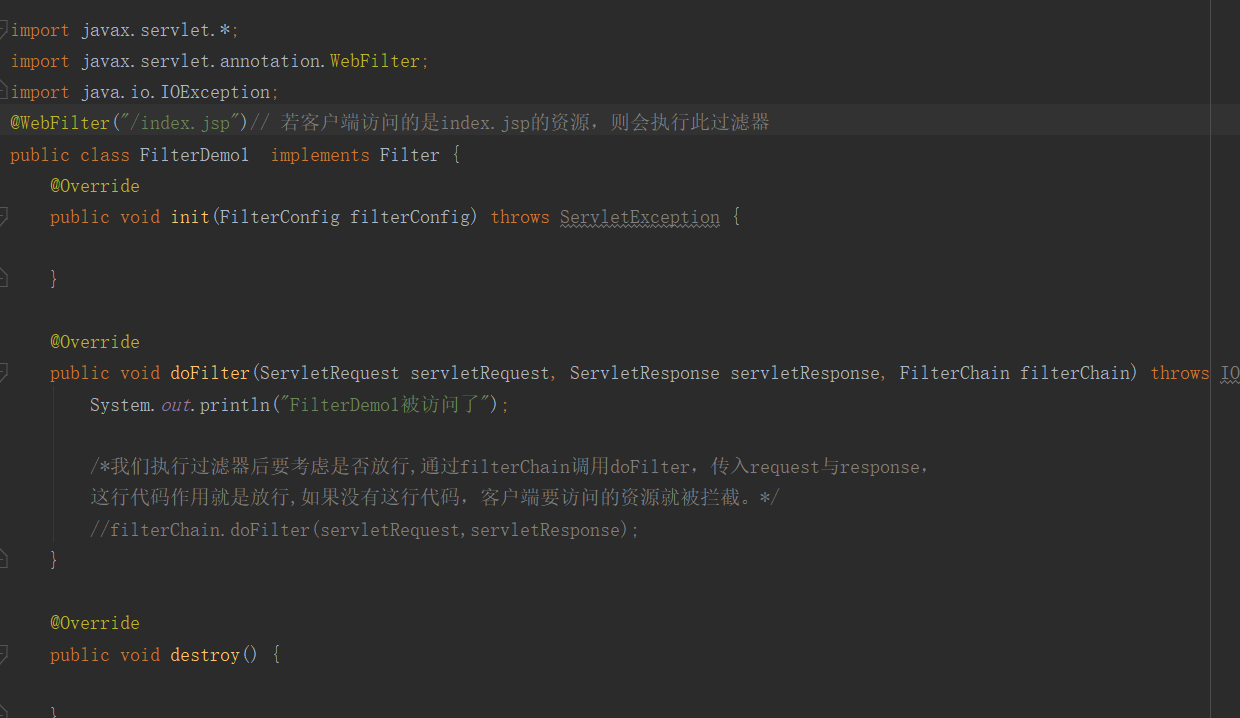 import javax.servlet.*;
import javax.servlet.annotation.WebFilter;
import java.io.IOException;
@WebFilter("/index.jsp")// 若客户端访问的是index.jsp的资源，则会执行此过滤器
public class FilterDemo1  implements Filter {
    @Override
    public void init(FilterConfig filterConfig) throws ServletException {
    }
    @Override
    public void doFilter(ServletRequest servletRequest, ServletResponse servletResponse, FilterChain filterChain) throws IO
        System.out.println("FilterDemo1被访问了");
        /*我们执行过滤器后要考虑是否放行,通过filterChain调用doFilter，传入request与response，
        这行代码作用就是放行,如果没有这行代码，客户端要访问的资源就被拦截。*/
        //filterChain.doFilter(servletRequest,servletResponse);
    }
    @Override
    public void destroy() {
    }